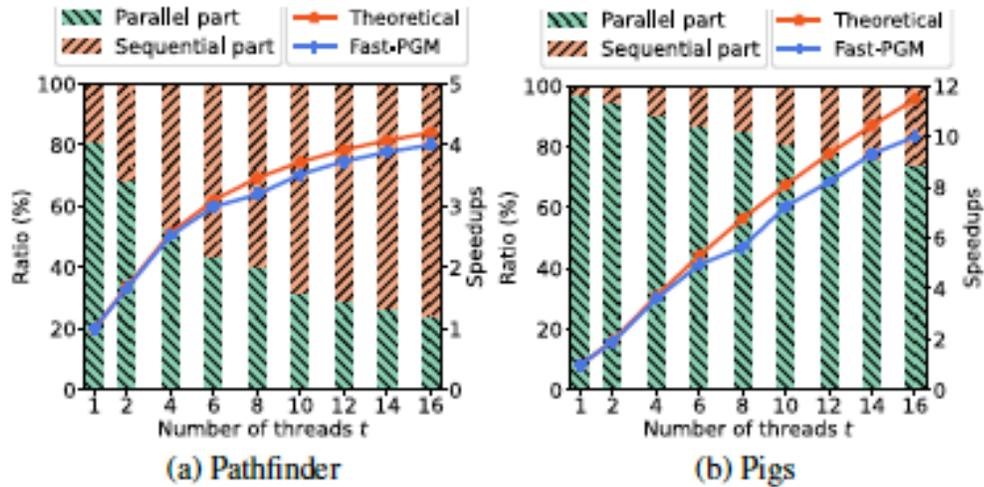 Parallel part
Sequential part
Theoretical
Fast-PGM
100
80
60
40
20
0
Ratio (%)
5
4
3
2
1
0
Speedups
1 2 4 6 8 10 12 14 16
Number of threads t
(a) Pathfinder
Parallel part
Sequential part
Theoretical
Fast-PGM
100
80
60
40
20
0
Ratio (%)
12
10
8
6
4
2
0
Speedups
1 2 4 6 8 10 12 14 16
Number of threads t
(b) Pigs